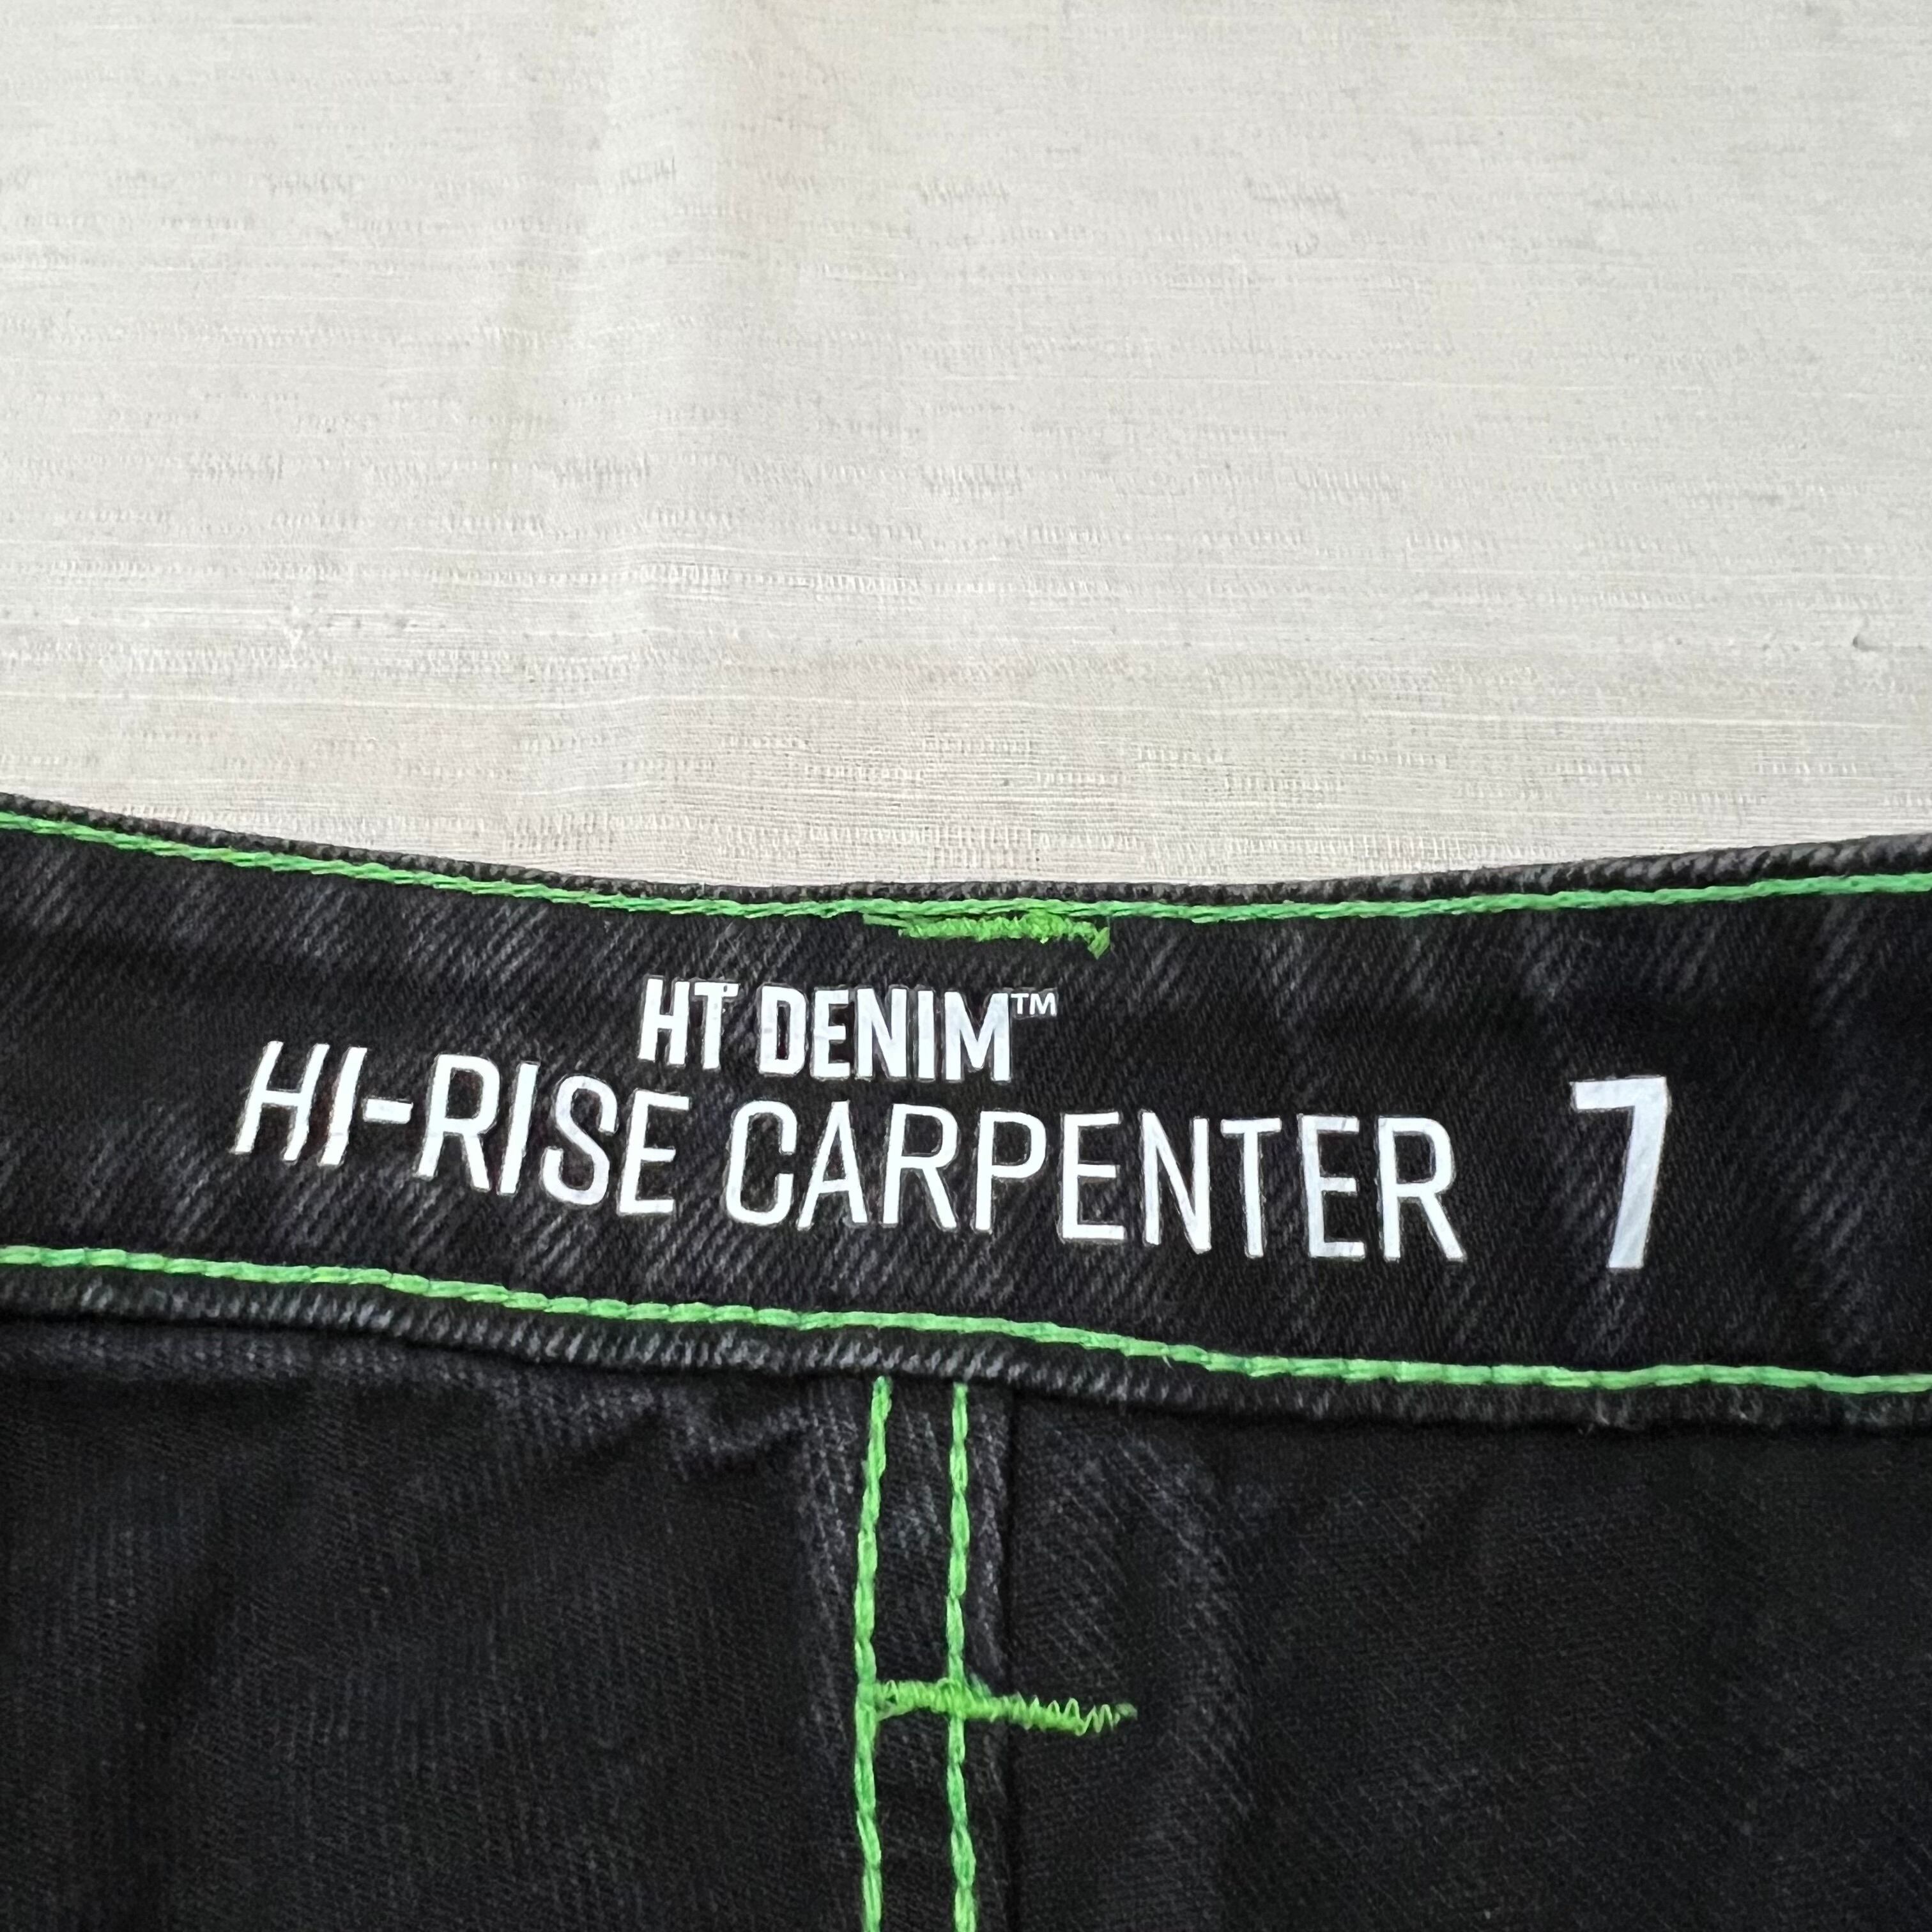 HT DENIM™
HI-RISE CARPENTER 7